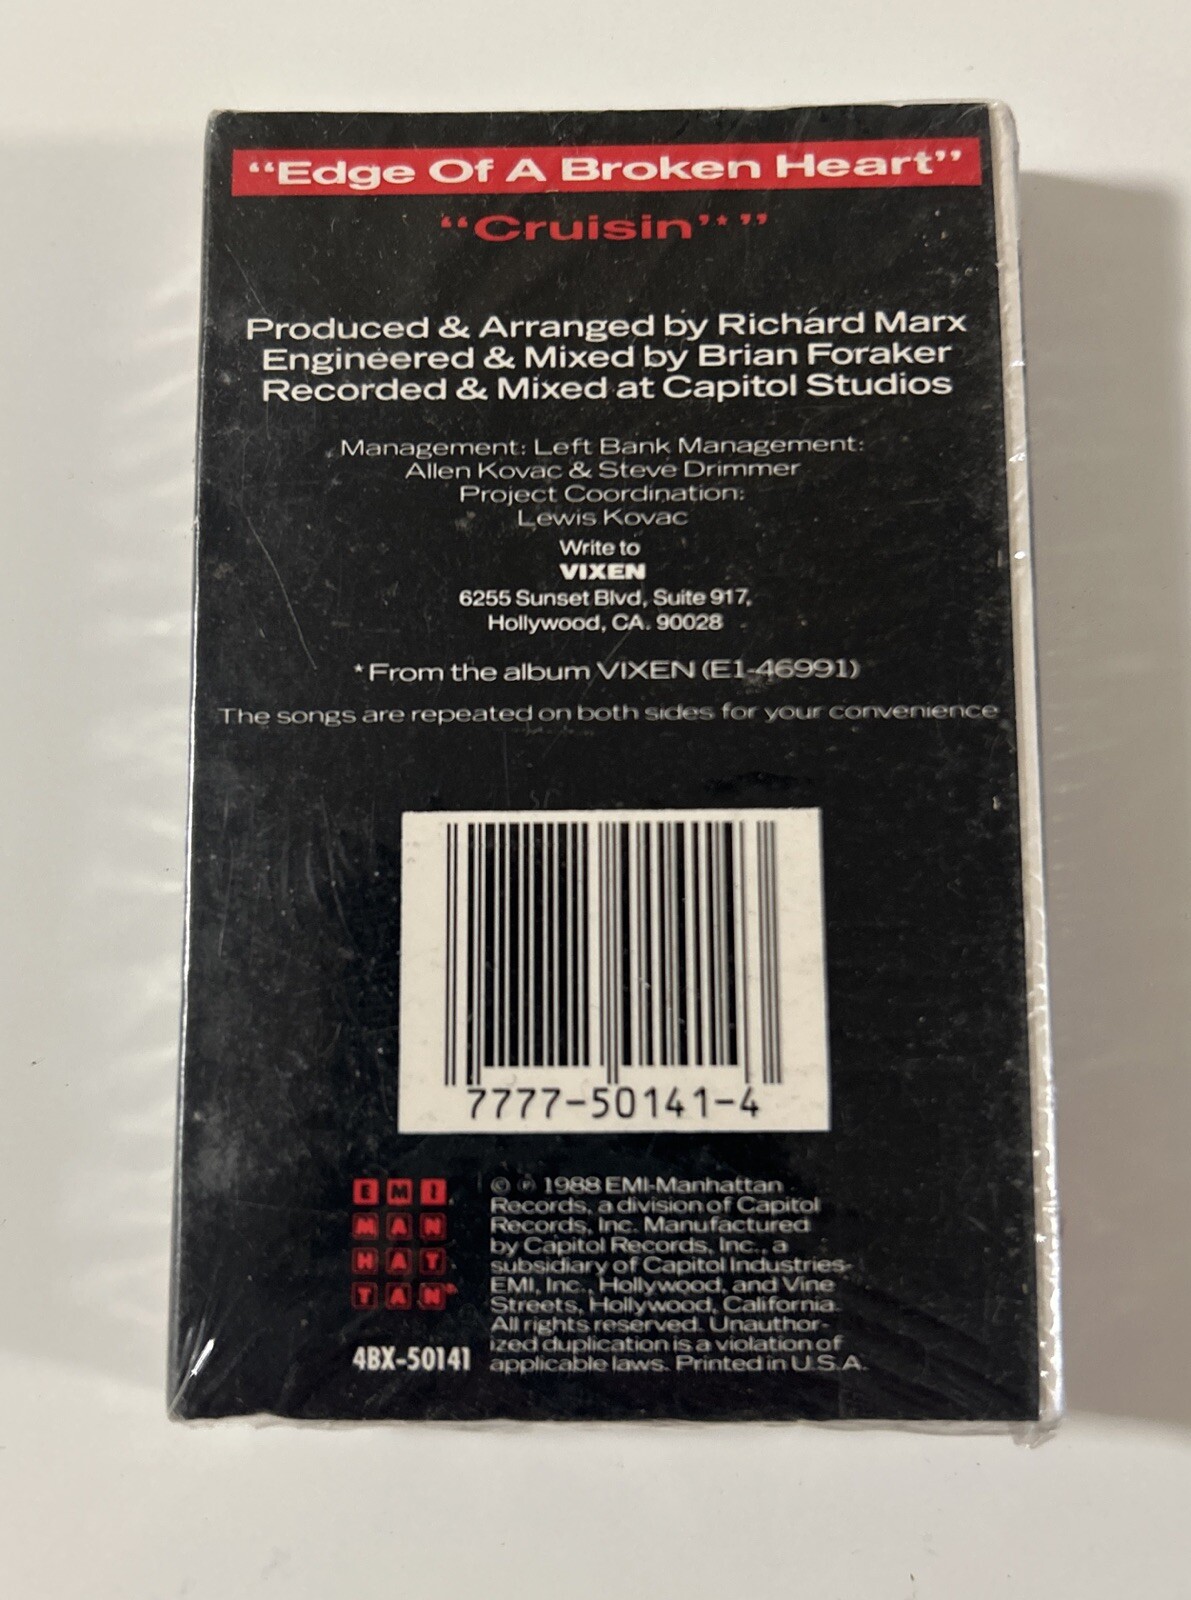 “Edge Of A Broken Heart”
“Cruisin’* ”
Produced & Arranged by Richard Marx
Engineered & Mixed by Brian Foraker
Recorded & Mixed at Capitol Studios
Management: Left Bank Management:
Allen Kovac & Steve Drimmer
Project Coordination:
Lewis Kovac
Write to
VIXEN
6255 Sunset Blvd, Suite 917,
Hollywood, CA. 90028
*From the album VIXEN (E1-46991)
The songs are repeated on both sides for your convenience
7777-50141-4
EMI
MAN
HAT
TAN®
4BX-50141
© ℗ 1988 EMI-Manhattan
Records, a division of Capitol
Records, Inc. Manufactured
by Capitol Records, Inc., a
subsidiary of Capitol Industries-
EMI, Inc., Hollywood, and Vine
Streets, Hollywood, California.
All rights reserved. Unauthor-
ized duplication is a violation of
applicable laws. Printed in U.S.A.